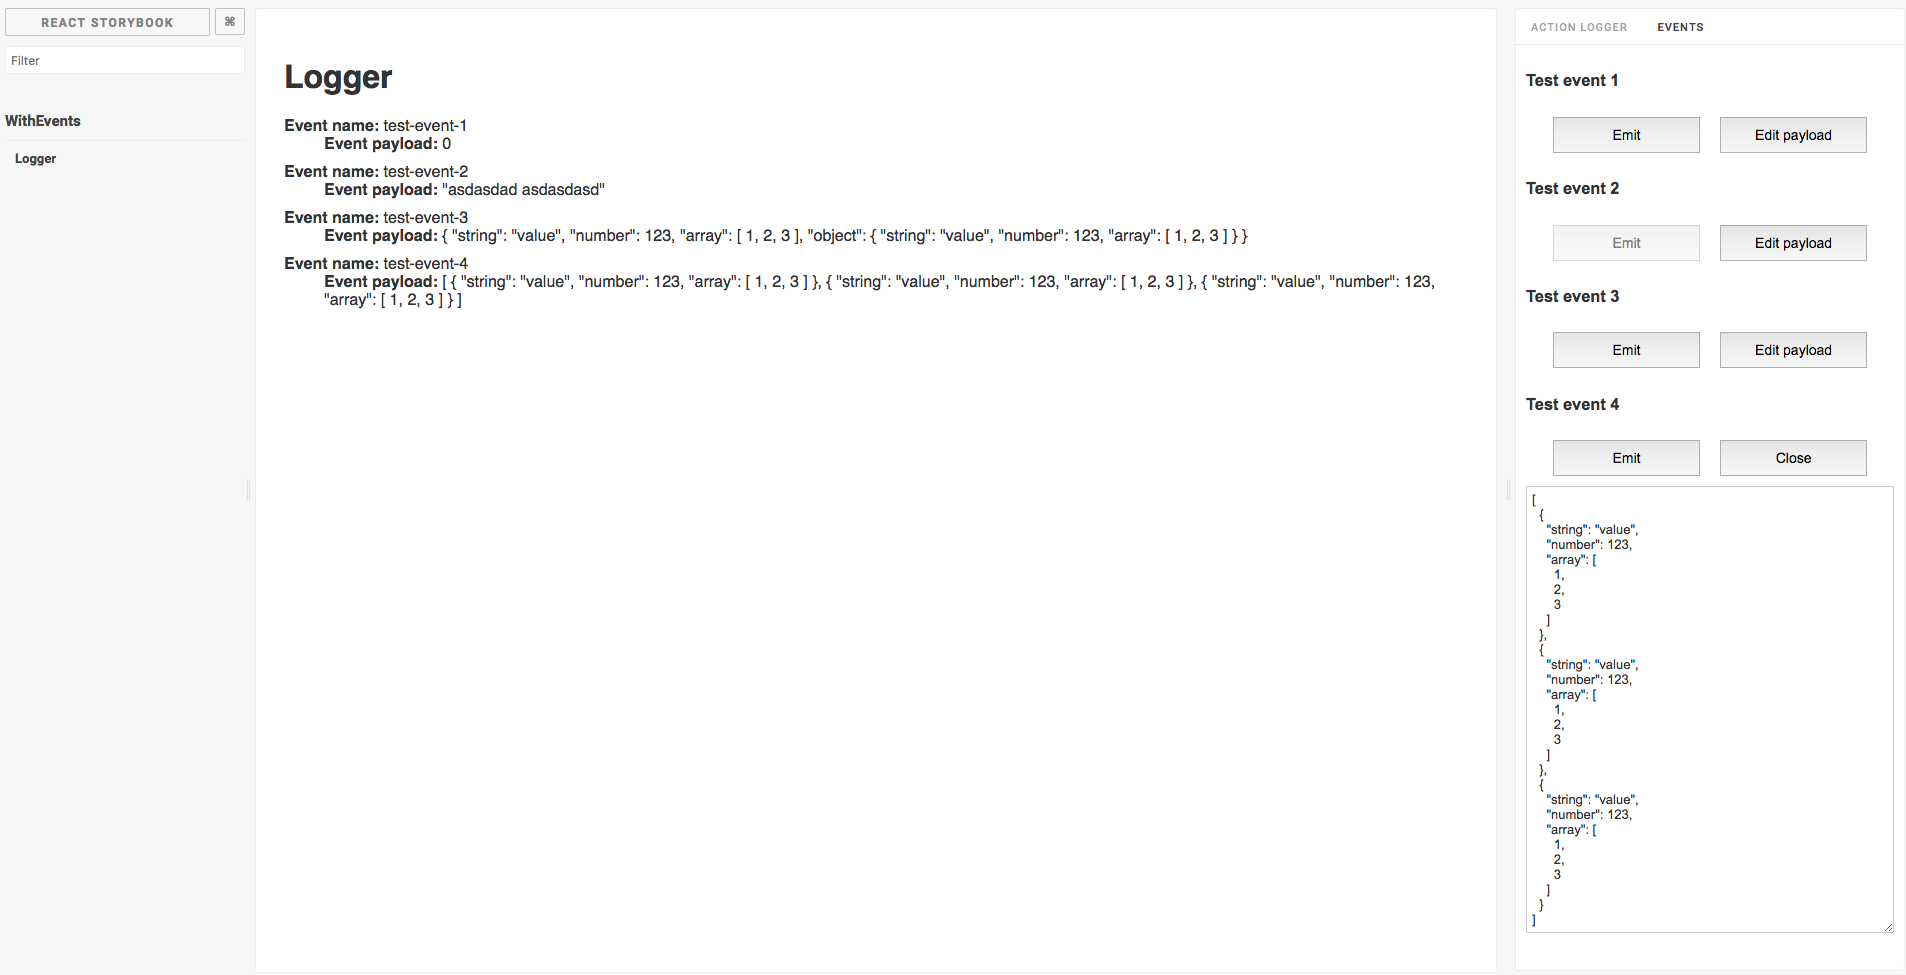 REACT STORYBOOK
⌘
Filter
WithEvents
Logger
Logger
Event name: test-event-1
Event payload: 0
Event name: test-event-2
Event payload: "asdasdad asdasdasd"
Event name: test-event-3
Event payload: { "string": "value", "number": 123, "array": [ 1, 2, 3 ], "object": { "string": "value", "number": 123, "array": [ 1, 2, 3 ] } }
Event name: test-event-4
Event payload: [ { "string": "value", "number": 123, "array": [ 1, 2, 3 ] }, { "string": "value", "number": 123, "array": [ 1, 2, 3 ] }, { "string": "value", "number": 123,
"array": [ 1, 2, 3 ] } ]
ACTION LOGGER
EVENTS
Test event 1
Emit
Edit payload
Test event 2
Emit
Edit payload
Test event 3
Emit
Edit payload
Test event 4
Emit
Close
[
  {
    "string": "value",
    "number": 123,
    "array": [
      1,
      2,
      3
    ]
  },
  {
    "string": "value",
    "number": 123,
    "array": [
      1,
      2,
      3
    ]
  },
  {
    "string": "value",
    "number": 123,
    "array": [
      1,
      2,
      3
    ]
  }
]